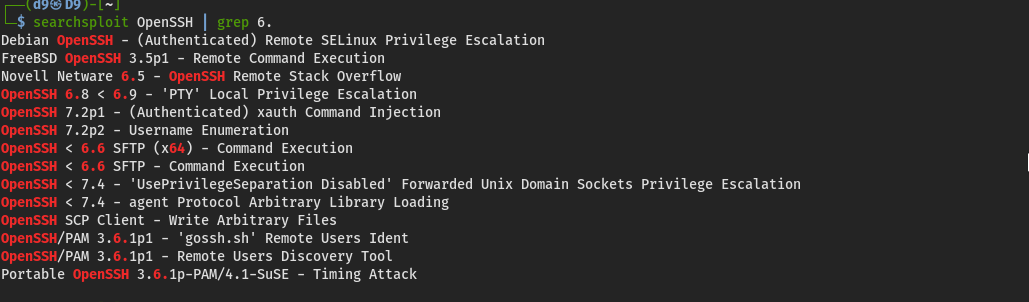 (d9㉿D9)-[~]
$ searchsploit OpenSSH | grep 6.
Debian OpenSSH - (Authenticated) Remote SELinux Privilege Escalation
FreeBSD OpenSSH 3.5p1 - Remote Command Execution
Novell Netware 6.5 - OpenSSH Remote Stack Overflow
OpenSSH 6.8 < 6.9 - 'PTY' Local Privilege Escalation
OpenSSH 7.2p1 - (Authenticated) xauth Command Injection
OpenSSH 7.2p2 - Username Enumeration
OpenSSH < 6.6 SFTP (x64) - Command Execution
OpenSSH < 6.6 SFTP - Command Execution
OpenSSH < 7.4 - 'UsePrivilegeSeparation Disabled' Forwarded Unix Domain Sockets Privilege Escalation
OpenSSH < 7.4 - agent Protocol Arbitrary Library Loading
OpenSSH SCP Client - Write Arbitrary Files
OpenSSH/PAM 3.6.1p1 - 'gossh.sh' Remote Users Ident
OpenSSH/PAM 3.6.1p1 - Remote Users Discovery Tool
Portable OpenSSH 3.6.1p-PAM/4.1-SuSE - Timing Attack